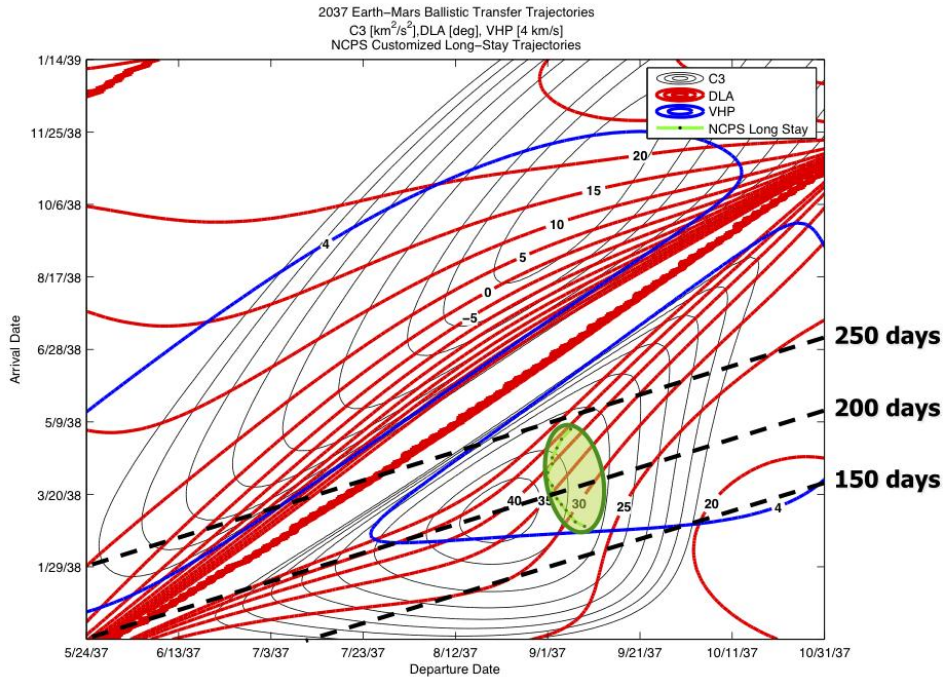 2037 Earth−Mars Ballistic Transfer Trajectories
C3 [km²/s²],DLA [deg], VHP [4 km/s]
NCPS Customized Long−Stay Trajectories
C3
DLA
VHP
NCPS Long Stay
1/14/39
11/25/38
10/6/38
8/17/38
6/28/38
5/9/38
3/20/38
1/29/38
Arrival Date
20
15
10
5
0
−5
4
40
35
30
25
20
4
250 days
200 days
150 days
5/24/37
6/13/37
7/3/37
7/23/37
8/12/37
9/1/37
9/21/37
10/11/37
10/31/37
Departure Date